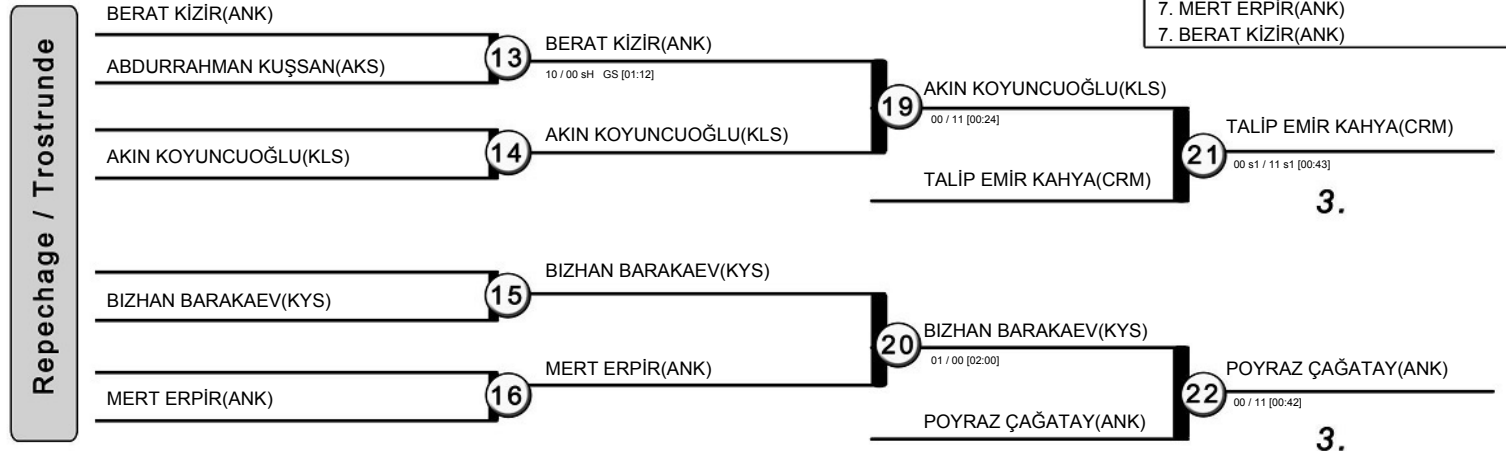 Repechage / Trostrunde
BERAT KİZİR(ANK)
ABDURRAHMAN KUŞSAN(AKS)
13
BERAT KİZİR(ANK)
10 / 00 sH GS [01:12]
AKIN KOYUNCUOĞLU(KLS)
14
AKIN KOYUNCUOĞLU(KLS)
19
AKIN KOYUNCUOĞLU(KLS)
00 / 11 [00:24]
TALİP EMİR KAHYA(CRM)
21
TALİP EMİR KAHYA(CRM)
00 s1 / 11 s1 [00:43]
3.
BIZHAN BARAKAEV(KYS)
15
BIZHAN BARAKAEV(KYS)
MERT ERPİR(ANK)
16
MERT ERPİR(ANK)
20
BIZHAN BARAKAEV(KYS)
01 / 00 [02:00]
POYRAZ ÇAĞATAY(ANK)
22
POYRAZ ÇAĞATAY(ANK)
00 / 11 [00:42]
3.
7. MERT ERPİR(ANK)
7. BERAT KİZİR(ANK)